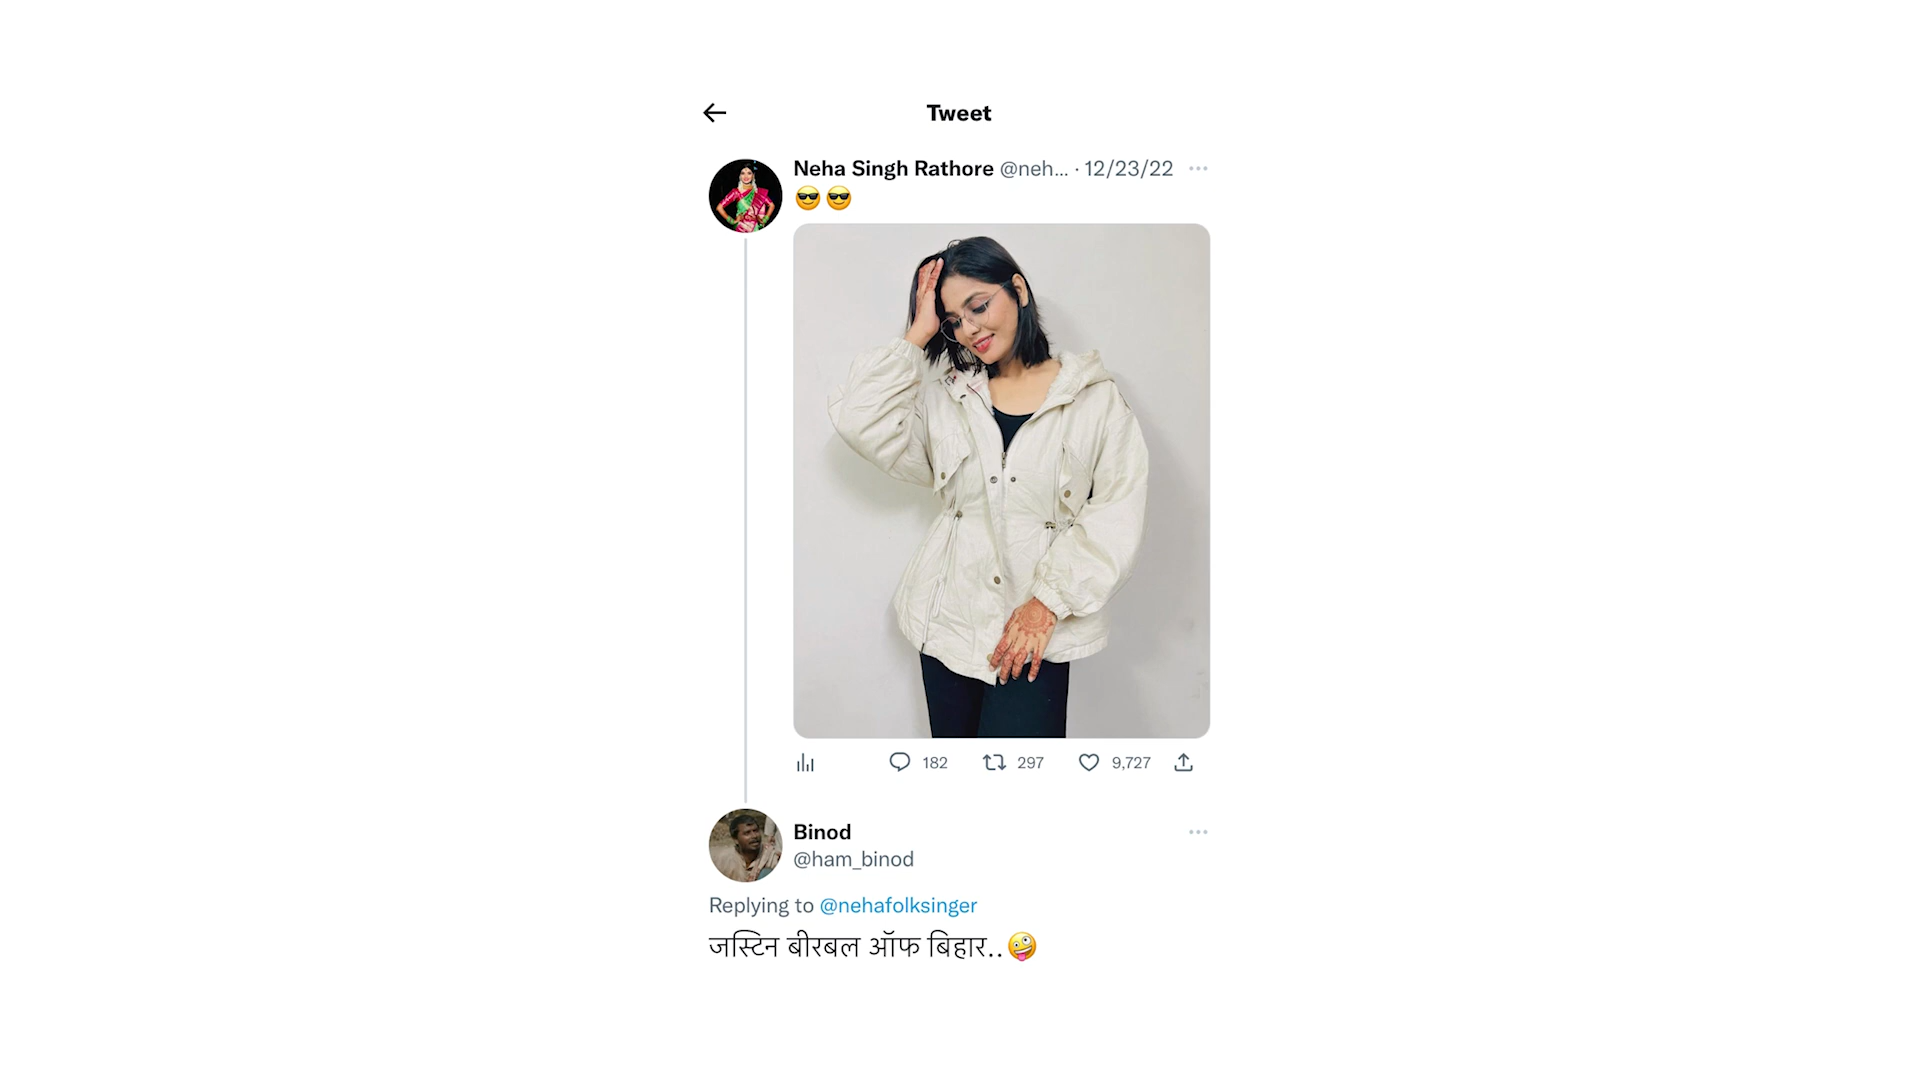 Tweet
Neha Singh Rathore @neh... · 12/23/22
😎😎
182 297 9,727
Binod
@ham_binod
Replying to @nehafolksinger
जस्टिन बीरबल ऑफ बिहार..🤪